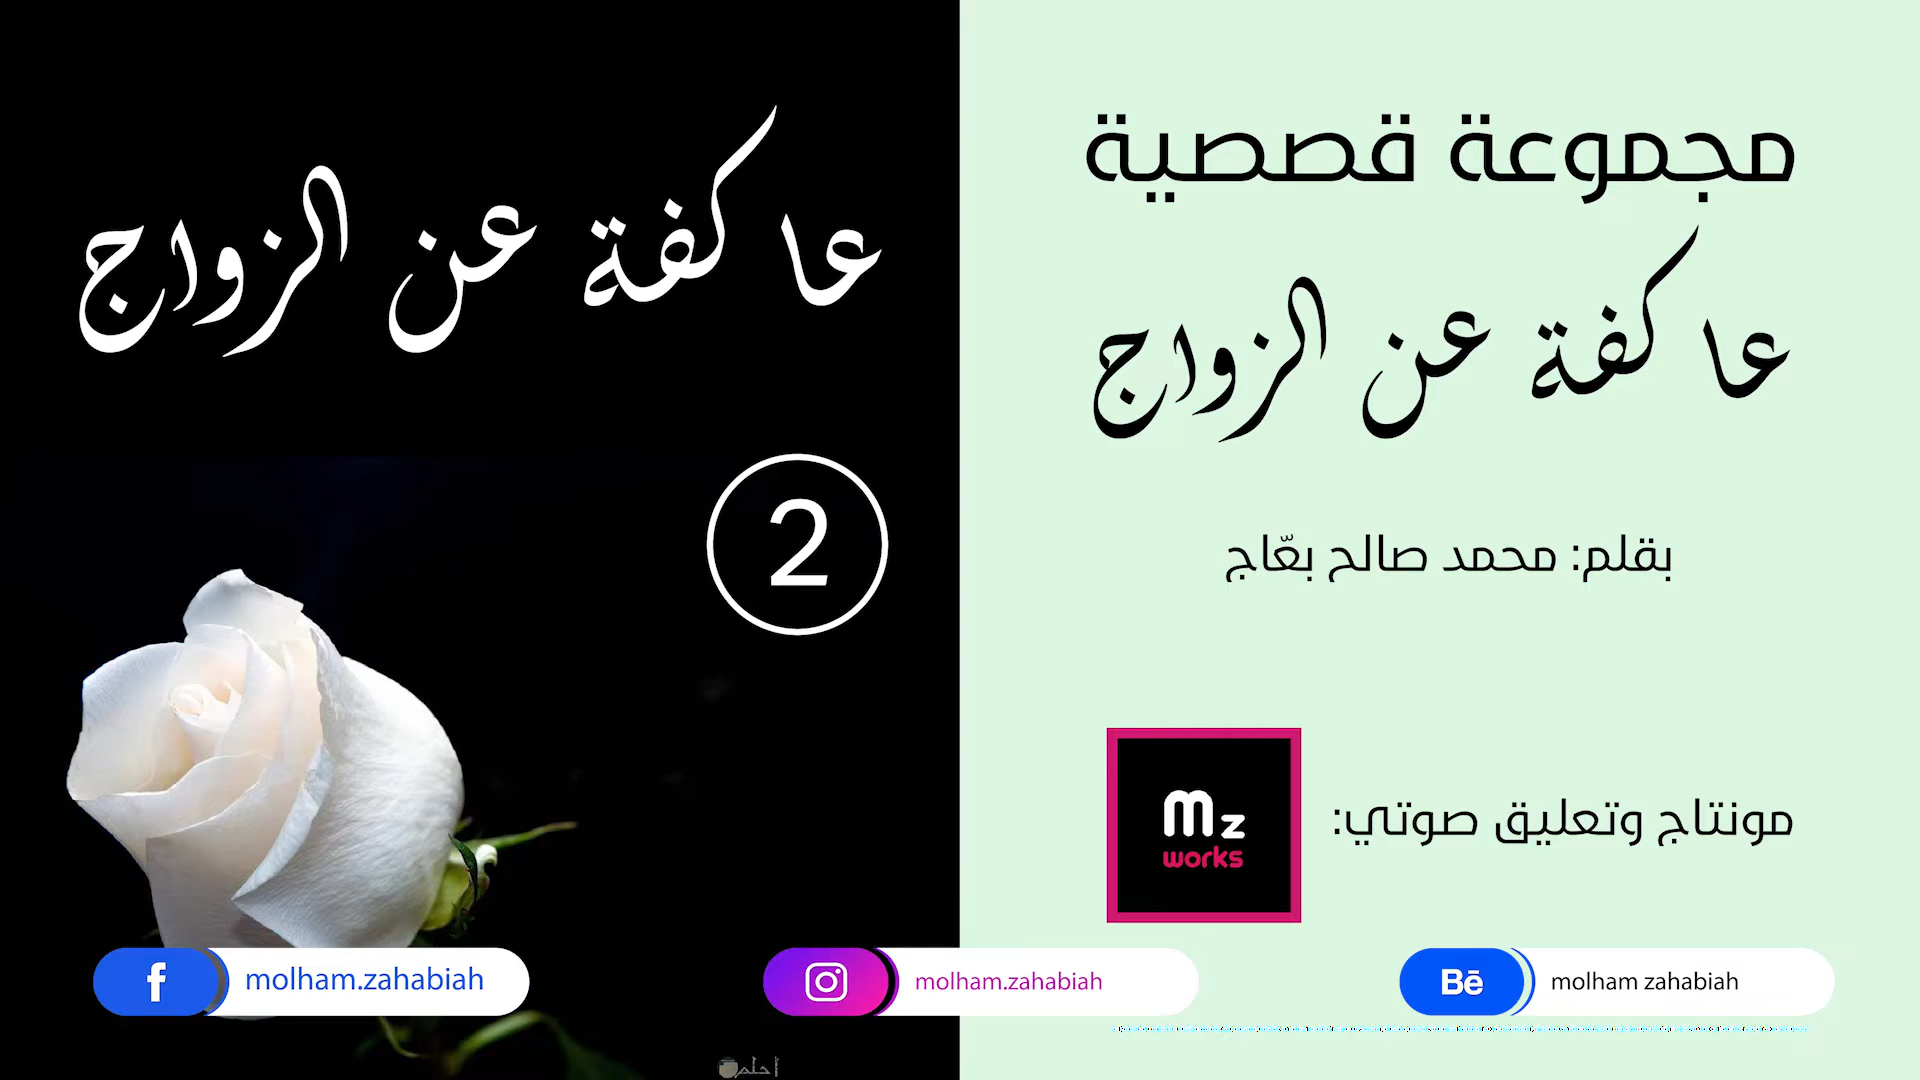 مجموعة قصصية
عاكفة عن الزواج
بقلم: محمد صالح بعّاج
مونتاج وتعليق صوتي:
mz
works
عاكفة عن الزواج
2
f molham.zahabiah
molham.zahabiah
Bē molham zahabiah
أحلم